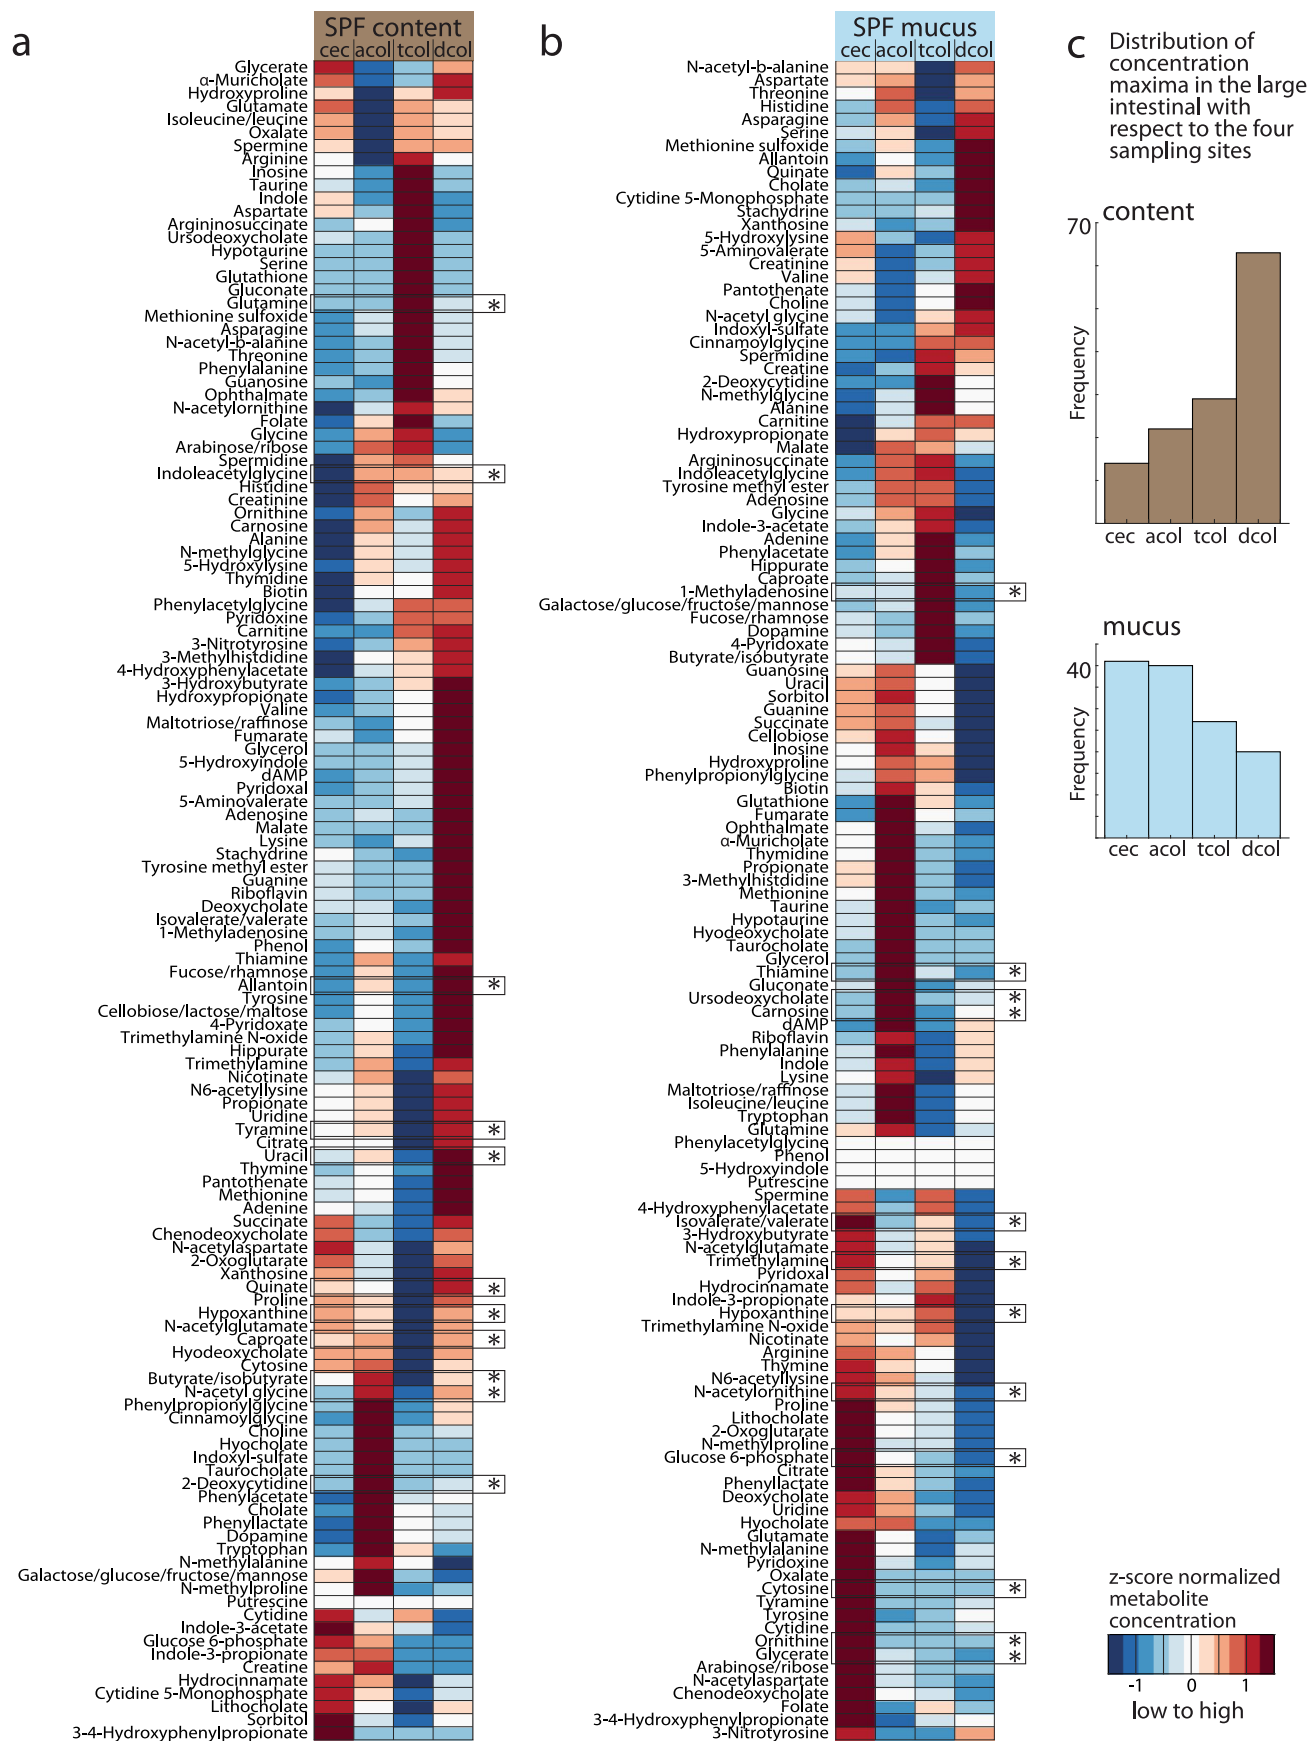 a
SPF content
cec acol tcol dcol
Glycerate
α-Muricholate
Hydroxyproline
Glutamate
Isoleucine/leucine
Oxalate
Spermine
Arginine
Inosine
Taurine
Indole
Aspartate
Argininosuccinate
Ursodeoxycholate
Hypotaurine
Serine
Glutathione
Gluconate
Glutamine *
Methionine sulfoxide
Asparagine
N-acetyl-b-alanine
Threonine
Phenylalanine
Guanosine
Ophthalmate
N-acetylornithine
Folate
Glycine
Arabinose/ribose
Spermidine
Indoleacetylglycine *
Histidine
Creatinine
Ornithine
Carnosine
Alanine
N-methylglycine
5-Hydroxylysine
Thymidine
Biotin
Phenylacetylglycine
Pyridoxine
Carnitine
3-Nitrotyrosine
3-Methylhistdidine
4-Hydroxyphenylacetate
3-Hydroxybutyrate
Hydroxypropionate
Valine
Maltotriose/raffinose
Fumarate
Glycerol
5-Hydroxyindole
dAMP
Pyridoxal
5-Aminovalerate
Adenosine
Malate
Lysine
Stachydrine
Tyrosine methyl ester
Guanine
Riboflavin
Deoxycholate
Isovalerate/valerate
1-Methyladenosine
Phenol
Thiamine
Fucose/rhamnose
Allantoin *
Tyrosine
Cellobiose/lactose/maltose
4-Pyridoxate
Trimethylamine N-oxide
Hippurate
Trimethylamine
Nicotinate
N6-acetyllysine
Propionate
Uridine
Tyramine *
Citrate
Uracil *
Thymine
Pantothenate
Methionine
Adenine
Succinate
Chenodeoxycholate
N-acetylaspartate
2-Oxoglutarate
Xanthosine
Quinate *
Proline
Hypoxanthine *
N-acetylglutamate
Caproate *
Hyodeoxycholate
Cytosine
Butyrate/isobutyrate *
N-acetyl glycine *
Phenylpropionylglycine
Cinnamoylglycine
Choline
Hyocholate
Indoxyl-sulfate
Taurocholate
2-Deoxycytidine *
Phenylacetate
Cholate
Phenyllactate
Dopamine
Tryptophan
N-methylalanine
Galactose/glucose/fructose/mannose
N-methylproline
Putrescine
Cytidine
Indole-3-acetate
Glucose 6-phosphate
Indole-3-propionate
Creatine
Hydrocinnamate
Cytidine 5-Monophosphate
Lithocholate
Sorbitol
3-4-Hydroxyphenylpropionate
b
SPF mucus
cec acol tcol dcol
N-acetyl-b-alanine
Aspartate
Threonine
Histidine
Asparagine
Serine
Methionine sulfoxide
Allantoin
Quinate
Cholate
Cytidine 5-Monophosphate
Stachydrine
Xanthosine
5-Hydroxylysine
5-Aminovalerate
Creatinine
Valine
Pantothenate
Choline
N-acetyl glycine
Indoxyl-sulfate
Cinnamoylglycine
Spermidine
Creatine
2-Deoxycytidine
N-methylglycine
Alanine
Carnitine
Hydroxypropionate
Malate
Argininosuccinate
Indoleacetylglycine
Tyrosine methyl ester
Adenosine
Glycine
Indole-3-acetate
Adenine
Phenylacetate
Hippurate
Caproate
1-Methyladenosine *
Galactose/glucose/fructose/mannose
Fucose/rhamnose
Dopamine
4-Pyridoxate
Butyrate/isobutyrate
Guanosine
Uracil
Sorbitol
Guanine
Succinate
Cellobiose
Inosine
Hydroxyproline
Phenylpropionylglycine
Biotin
Glutathione
Fumarate
Ophthalmate
α-Muricholate
Thymidine
Propionate
3-Methylhistdidine
Methionine
Taurine
Hypotaurine
Hyodeoxycholate
Taurocholate
Glycerol
Thiamine *
Gluconate
Ursodeoxycholate *
Carnosine *
dAMP
Riboflavin
Phenylalanine
Indole
Lysine
Maltotriose/raffinose
Isoleucine/leucine
Tryptophan
Glutamine
Phenylacetylglycine
Phenol
5-Hydroxyindole
Putrescine
Spermine
4-Hydroxyphenylacetate
Isovalerate/valerate *
3-Hydroxybutyrate
N-acetylglutamate
Trimethylamine *
Pyridoxal
Hydrocinnamate
Indole-3-propionate
Hypoxanthine *
Trimethylamine N-oxide
Nicotinate
Arginine
Thymine
N6-acetyllysine
N-acetylornithine *
Proline
Lithocholate
2-Oxoglutarate
N-methylproline
Glucose 6-phosphate *
Citrate
Phenyllactate
Deoxycholate
Uridine
Hyocholate
Glutamate
N-methylalanine
Pyridoxine
Oxalate
Cytosine *
Tyramine
Tyrosine
Cytidine
Ornithine *
Glycerate *
Arabinose/ribose
N-acetylaspartate
Chenodeoxycholate
Folate
3-4-Hydroxyphenylpropionate
3-Nitrotyrosine
c
Distribution of
concentration
maxima in the large
intestinal with
respect to the four
sampling sites
content
70
Frequency
cec acol tcol dcol
mucus
40
Frequency
cec acol tcol dcol
z-score normalized
metabolite
concentration
-1 0 1
low to high